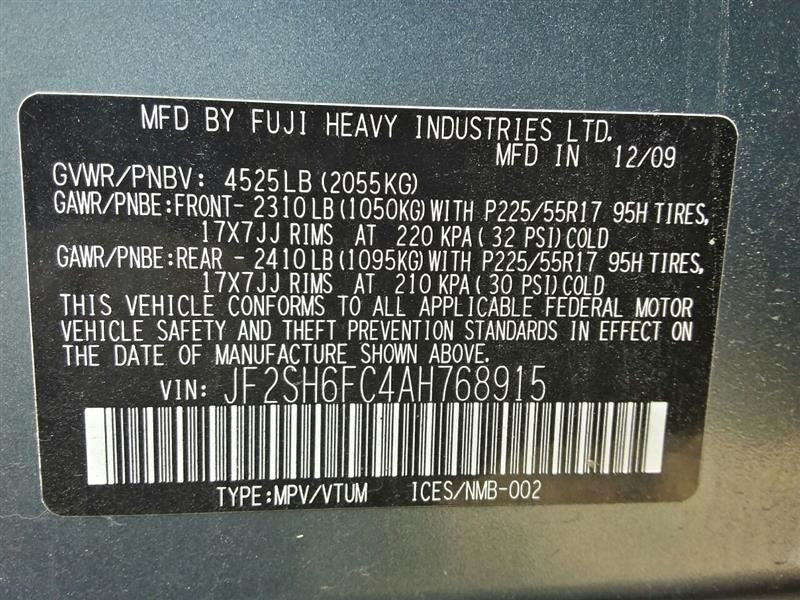 MFD BY FUJI HEAVY INDUSTRIES LTD.
MFD IN 12/09
GVWR/PNBV: 4525LB (2055KG)
GAWR/PNBE:FRONT- 2310 LB (1050KG) WITH P225/55R17 95H TIRES,
17X7JJ RIMS AT 220 KPA ( 32 PSI) COLD
GAWR/PNBE:REAR - 2410 LB (1095KG) WITH P225/55R17 95H TIRES,
17X7JJ RIMS AT 210 KPA ( 30 PSI) COLD
THIS VEHICLE CONFORMS TO ALL APPLICABLE FEDERAL MOTOR
VEHICLE SAFETY AND THEFT PREVENTION STANDARDS IN EFFECT ON
THE DATE OF MANUFACTURE SHOWN ABOVE.
VIN: JF2SH6FC4AH768915
TYPE:MPV/VTUM ICES/NMB-002